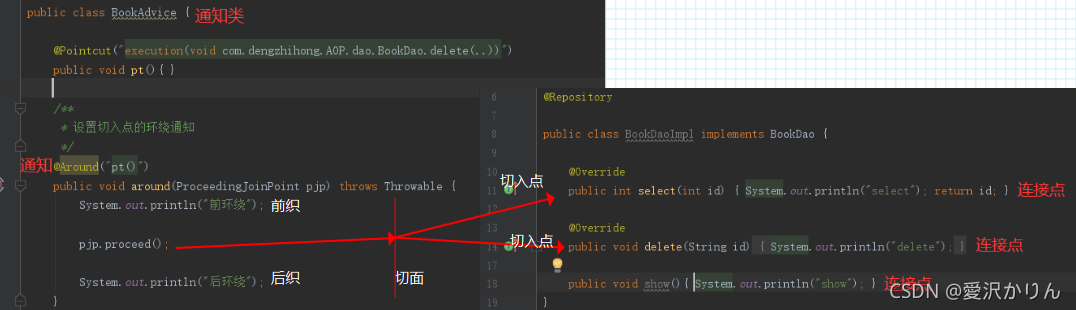 public class BookAdvice { 通知类
@Pointcut("execution(void com.dengzhihong.AOP.dao.BookDao.delete(..))")
public void pt(){ }
/**
* 设置切入点的环绕通知
*/
通知 @Around("pt()")
public void around(ProceedingJoinPoint pjp) throws Throwable {
System.out.println("前环绕"); 前织
pjp.proceed();
System.out.println("后环绕"); 后织 切面
}
6 @Repository
7
8 public class BookDaoImpl implements BookDao {
9
10 @Override
切入点
11 public int select(int id) { System.out.println("select"); return id; } 连接点
12
@Override
切入点
14 public void delete(String id) { System.out.println("delete"); } 连接点
17
18 public void show(){ System.out.println("show"); } 连接点
19 }
CSDN @愛沢かりん